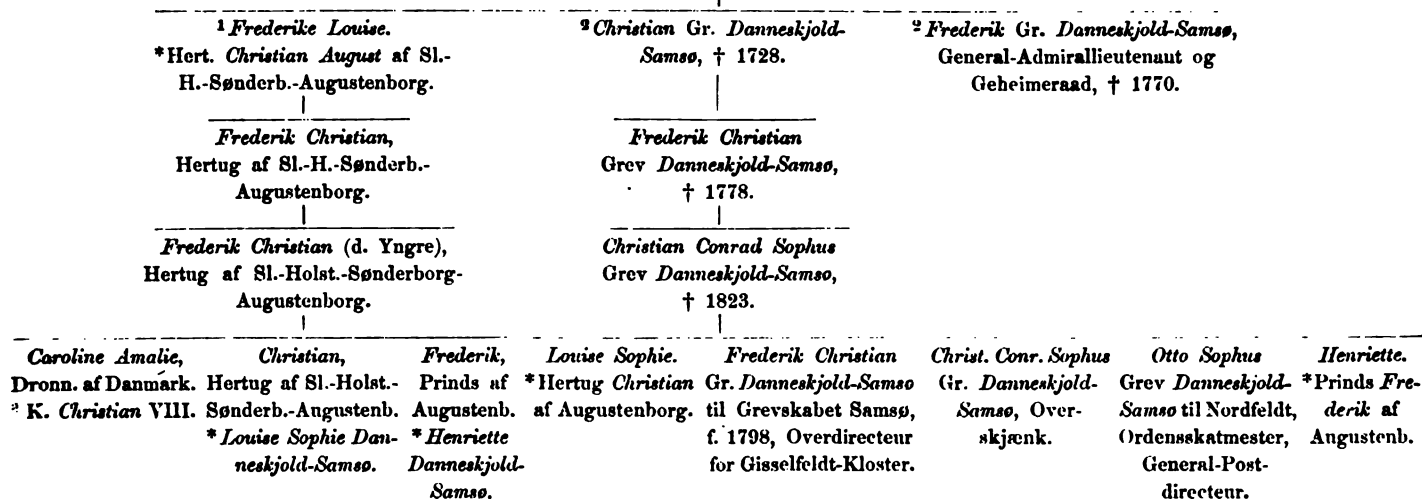 ¹ Frederike Louise.
* Hert. Christian August af Sl.-
H.-Sønderb.-Augustenborg.
² Christian Gr. Danneskjold-
Samsø, † 1728.
² Frederik Gr. Danneskjold-Samsø,
General-Admirallieutenaut og
Geheimeraad, † 1770.
Frederik Christian,
Hertug af Sl.-H.-Sønderb.-
Augustenborg.
Frederik Christian
Grev Danneskjold-Samsø,
† 1778.
Frederik Christian (d. Yngre),
Hertug af Sl.-Holst.-Sønderborg-
Augustenborg.
Christian Conrad Sophus
Grev Danneskjold-Samsø,
† 1823.
Caroline Amalie,
Dronn. af Danmark.
* K. Christian VIII.
Christian,
Hertug af Sl.-Holst.-
Sønderb.-Augustenb.
* Louise Sophie Dan-
neskjold-Samsø.
Frederik,
Prinds af
Augustenb.
* Henriette
Danneskjold-
Samsø.
Louise Sophie.
* Hertug Christian
af Augustenborg.
Frederik Christian
Gr. Danneskjold-Samsø
til Grevskabet Samsø,
f. 1798, Overdirecteur
for Gisselfeldt-Kloster.
Christ. Conr. Sophus
Gr. Danneskjold-
Samsø, Over-
skjænk.
Otto Sophus
Grev Danneskjold-
Samsø til Nordfeldt,
Ordensskatmester,
General-Post-
directeur.
Henriette.
* Prinds Fre-
derik af
Augustenb.